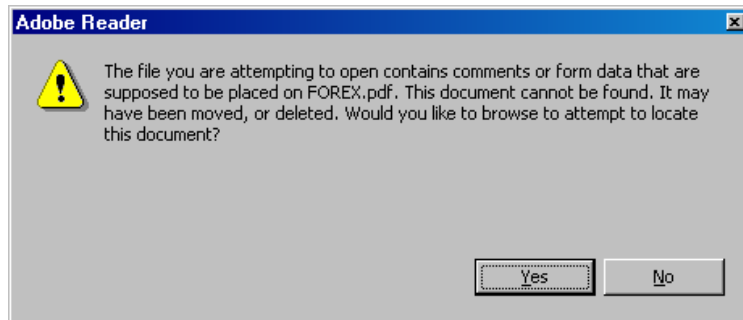 Adobe Reader
The file you are attempting to open contains comments or form data that are
supposed to be placed on FOREX.pdf. This document cannot be found. It may
have been moved, or deleted. Would you like to browse to attempt to locate
this document?
Yes No